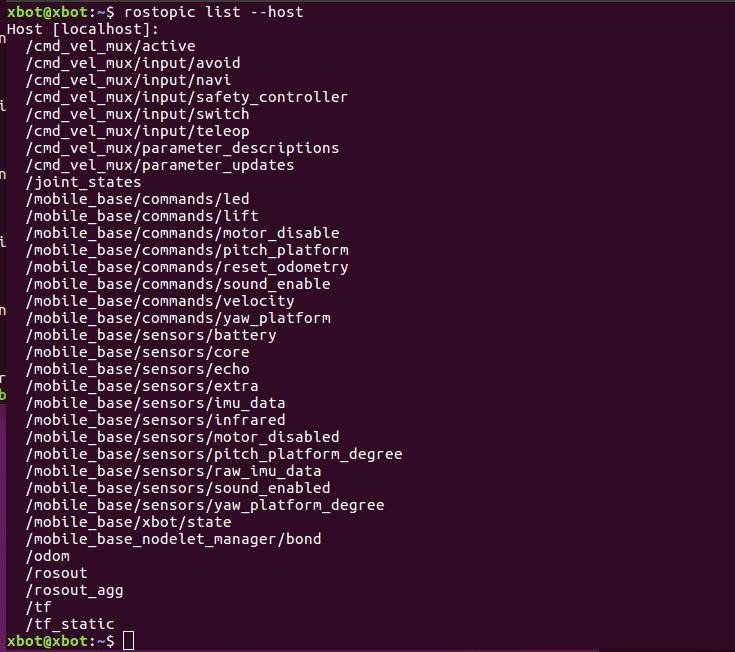 xbot@xbot:~$ rostopic list --host
Host [localhost]:
/cmd_vel_mux/active
/cmd_vel_mux/input/avoid
/cmd_vel_mux/input/navi
/cmd_vel_mux/input/safety_controller
/cmd_vel_mux/input/switch
/cmd_vel_mux/input/teleop
/cmd_vel_mux/parameter_descriptions
/cmd_vel_mux/parameter_updates
/joint_states
/mobile_base/commands/led
/mobile_base/commands/lift
/mobile_base/commands/motor_disable
/mobile_base/commands/pitch_platform
/mobile_base/commands/reset_odometry
/mobile_base/commands/sound_enable
/mobile_base/commands/velocity
/mobile_base/commands/yaw_platform
/mobile_base/sensors/battery
/mobile_base/sensors/core
/mobile_base/sensors/echo
/mobile_base/sensors/extra
/mobile_base/sensors/imu_data
/mobile_base/sensors/infrared
/mobile_base/sensors/motor_disabled
/mobile_base/sensors/pitch_platform_degree
/mobile_base/sensors/raw_imu_data
/mobile_base/sensors/sound_enabled
/mobile_base/sensors/yaw_platform_degree
/mobile_base/xbot/state
/mobile_base_nodelet_manager/bond
/odom
/rosout
/rosout_agg
/tf
/tf_static
xbot@xbot:~$